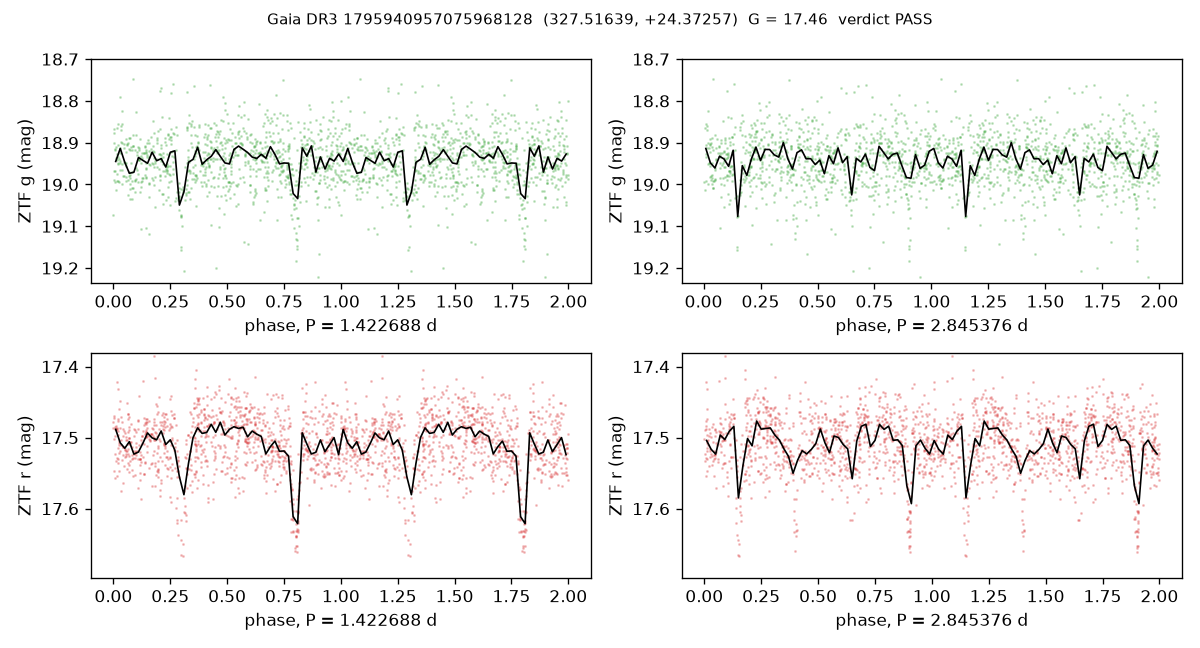 Gaia DR3 1795940957075968128  (327.51639, +24.37257)  G = 17.46  verdict PASS
ZTF g (mag)
18.7
18.8
18.9
19.0
19.1
19.2
0.00 0.25 0.50 0.75 1.00 1.25 1.50 1.75 2.00
phase, P = 1.422688 d
ZTF g (mag)
18.7
18.8
18.9
19.0
19.1
19.2
0.00 0.25 0.50 0.75 1.00 1.25 1.50 1.75 2.00
phase, P = 2.845376 d
ZTF r (mag)
17.4
17.5
17.6
0.00 0.25 0.50 0.75 1.00 1.25 1.50 1.75 2.00
phase, P = 1.422688 d
ZTF r (mag)
17.4
17.5
17.6
0.00 0.25 0.50 0.75 1.00 1.25 1.50 1.75 2.00
phase, P = 2.845376 d